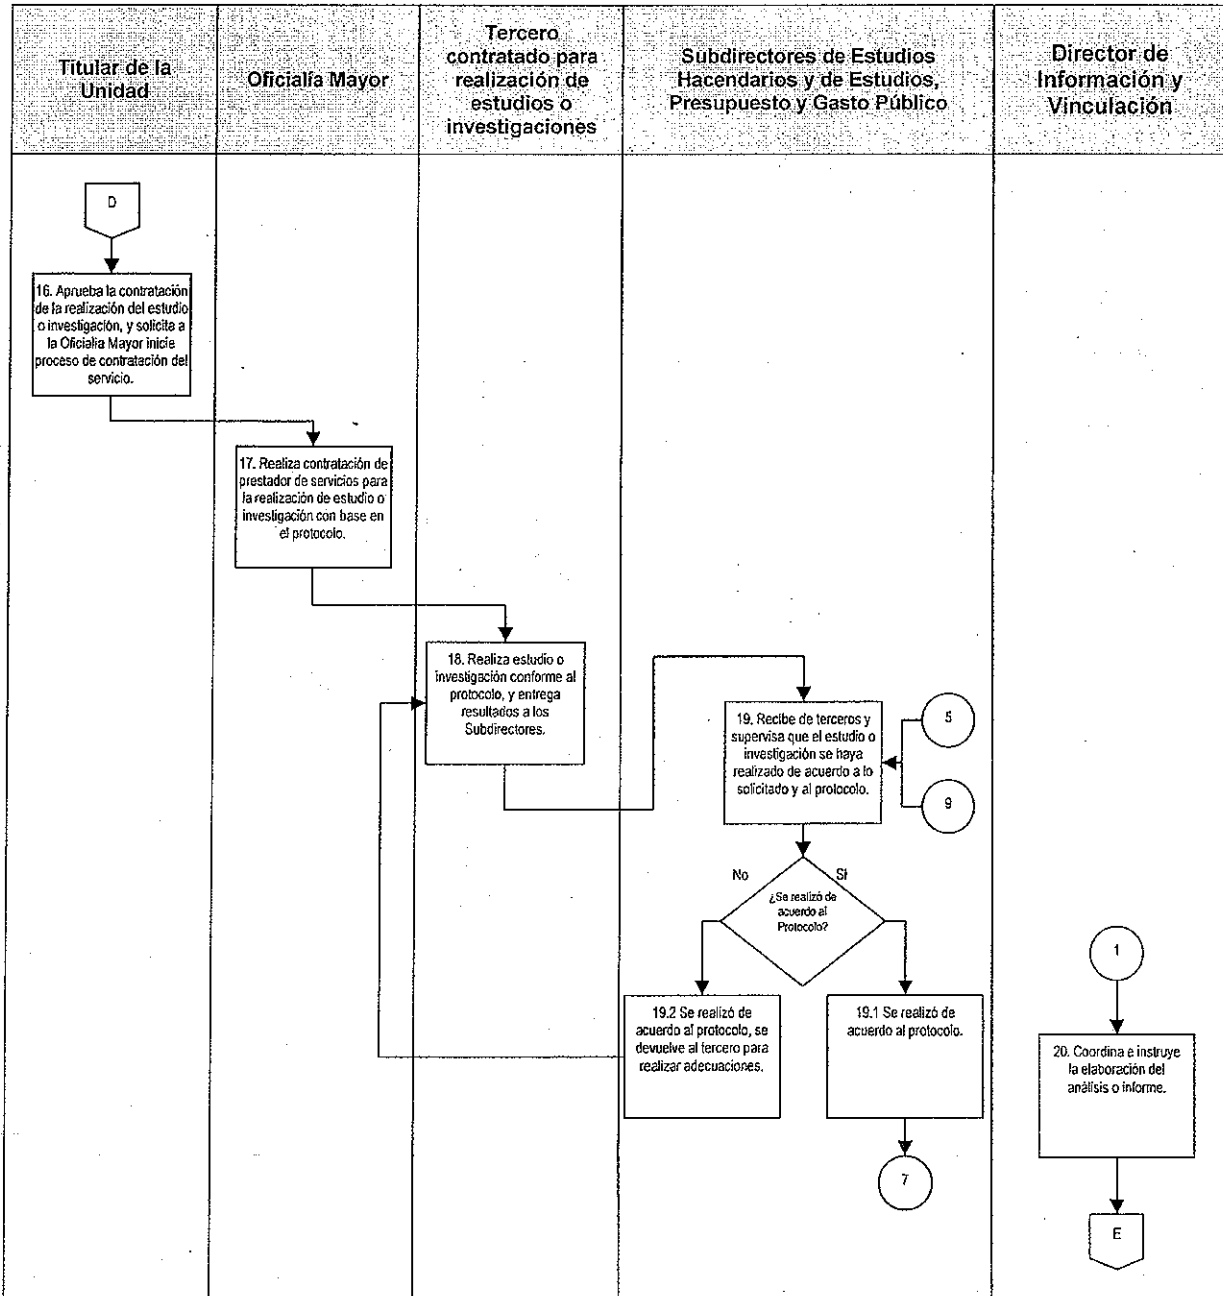 Titular de la
Unidad
Oficialía Mayor
Tercero
contratado para
realización de
estudios o
investigaciones
Subdirectores de Estudios
Hacendarios y de Estudios,
Presupuesto y Gasto Público
Director de
Información y
Vinculación
D
16. Aprueba la contratación
de la realización del estudio
o investigación, y solicita a
la Oficialia Mayor inicie
proceso de contratación del
servicio.
17. Realiza contratación de
prestador de servicios para
la realización de estudio o
investigación con base en
el protocolo.
18. Realiza estudio o
investigación conforme al
protocolo, y entrega
resultados a los
Subdirectores.
19. Recibe de terceros y
supervisa que el estudio o
investigación se haya
realizado de acuerdo a lo
solicitado y al protocolo.
5
9
No
Sí
¿Se realizó de
acuerdo al
Protocolo?
19.2 Se realizó de
acuerdo al protocolo, se
devuelve al tercero para
realizar adecuaciones.
19.1 Se realizó de
acuerdo al protocolo.
7
1
20. Coordina e instruye
la elaboración del
análisis o informe.
E